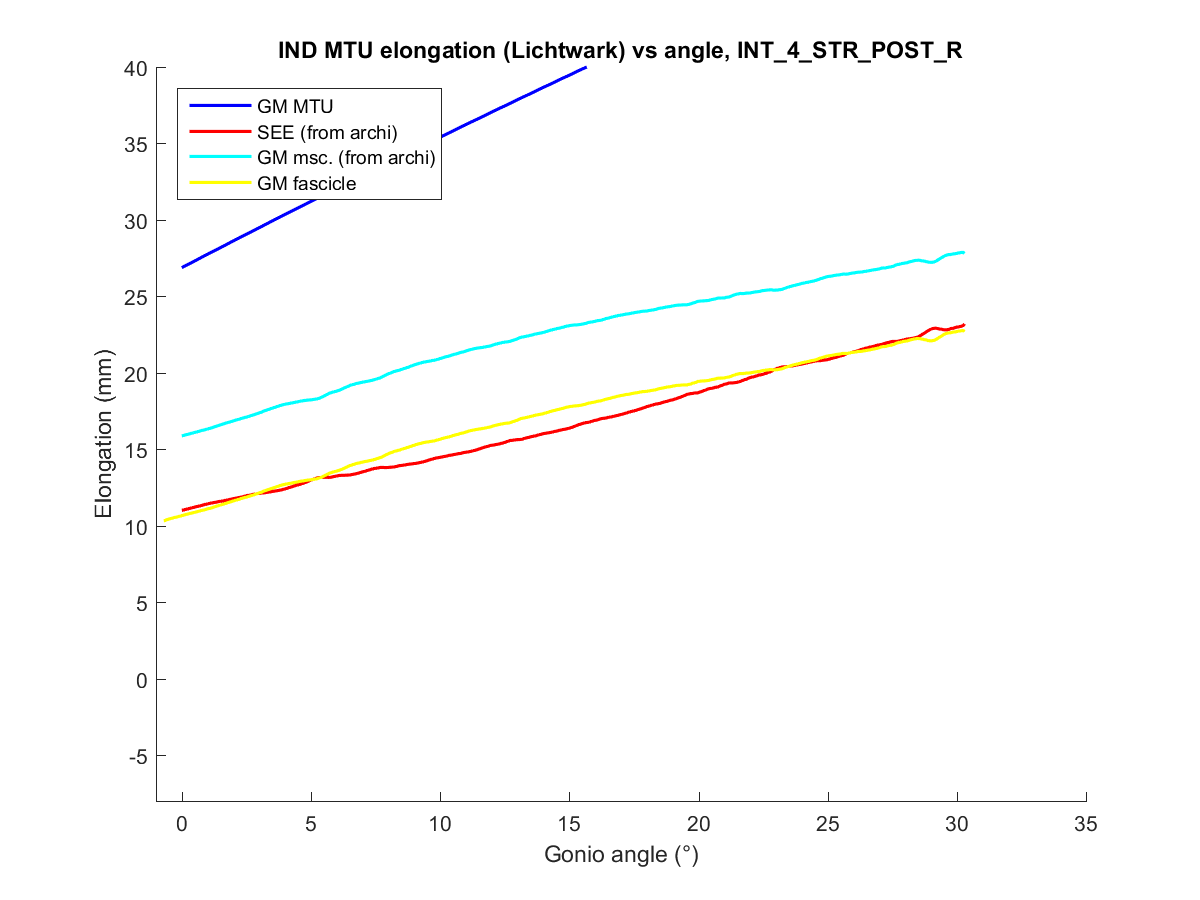 IND MTU elongation (Lichtwark) vs angle, INT_4_STR_POST_R
40
35
30
25
20
15
10
5
0
-5
Elongation (mm)
GM MTU
SEE (from archi)
GM msc. (from archi)
GM fascicle
0 5 10 15 20 25 30 35
Gonio angle (°)